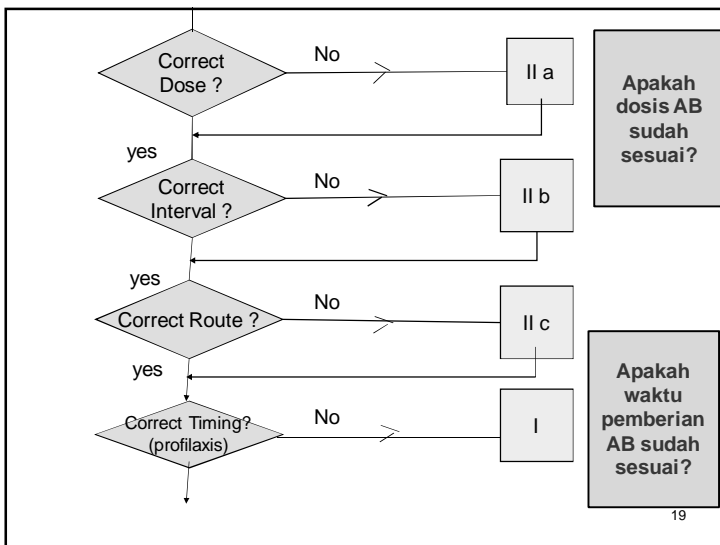 Correct
Dose ?
No
II a
Apakah
dosis AB
sudah
sesuai?
yes
Correct
Interval ?
No
II b
yes
Correct Route ?
No
II c
yes
Correct Timing?
(profilaxis)
No
I
Apakah
waktu
pemberian
AB sudah
sesuai?
19